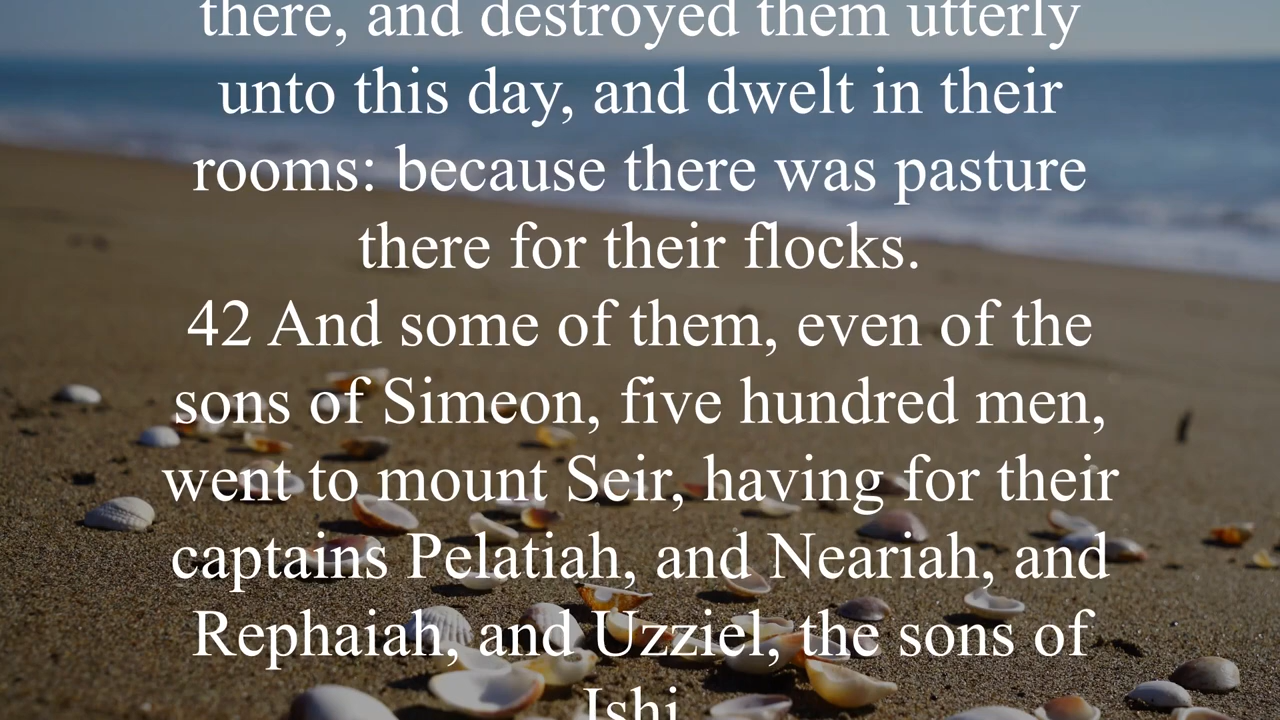 there, and destroyed them utterly
unto this day, and dwelt in their
rooms: because there was pasture
there for their flocks.
42 And some of them, even of the
sons of Simeon, five hundred men,
went to mount Seir, having for their
captains Pelatiah, and Neariah, and
Rephaiah, and Uzziel, the sons of
Ishi.